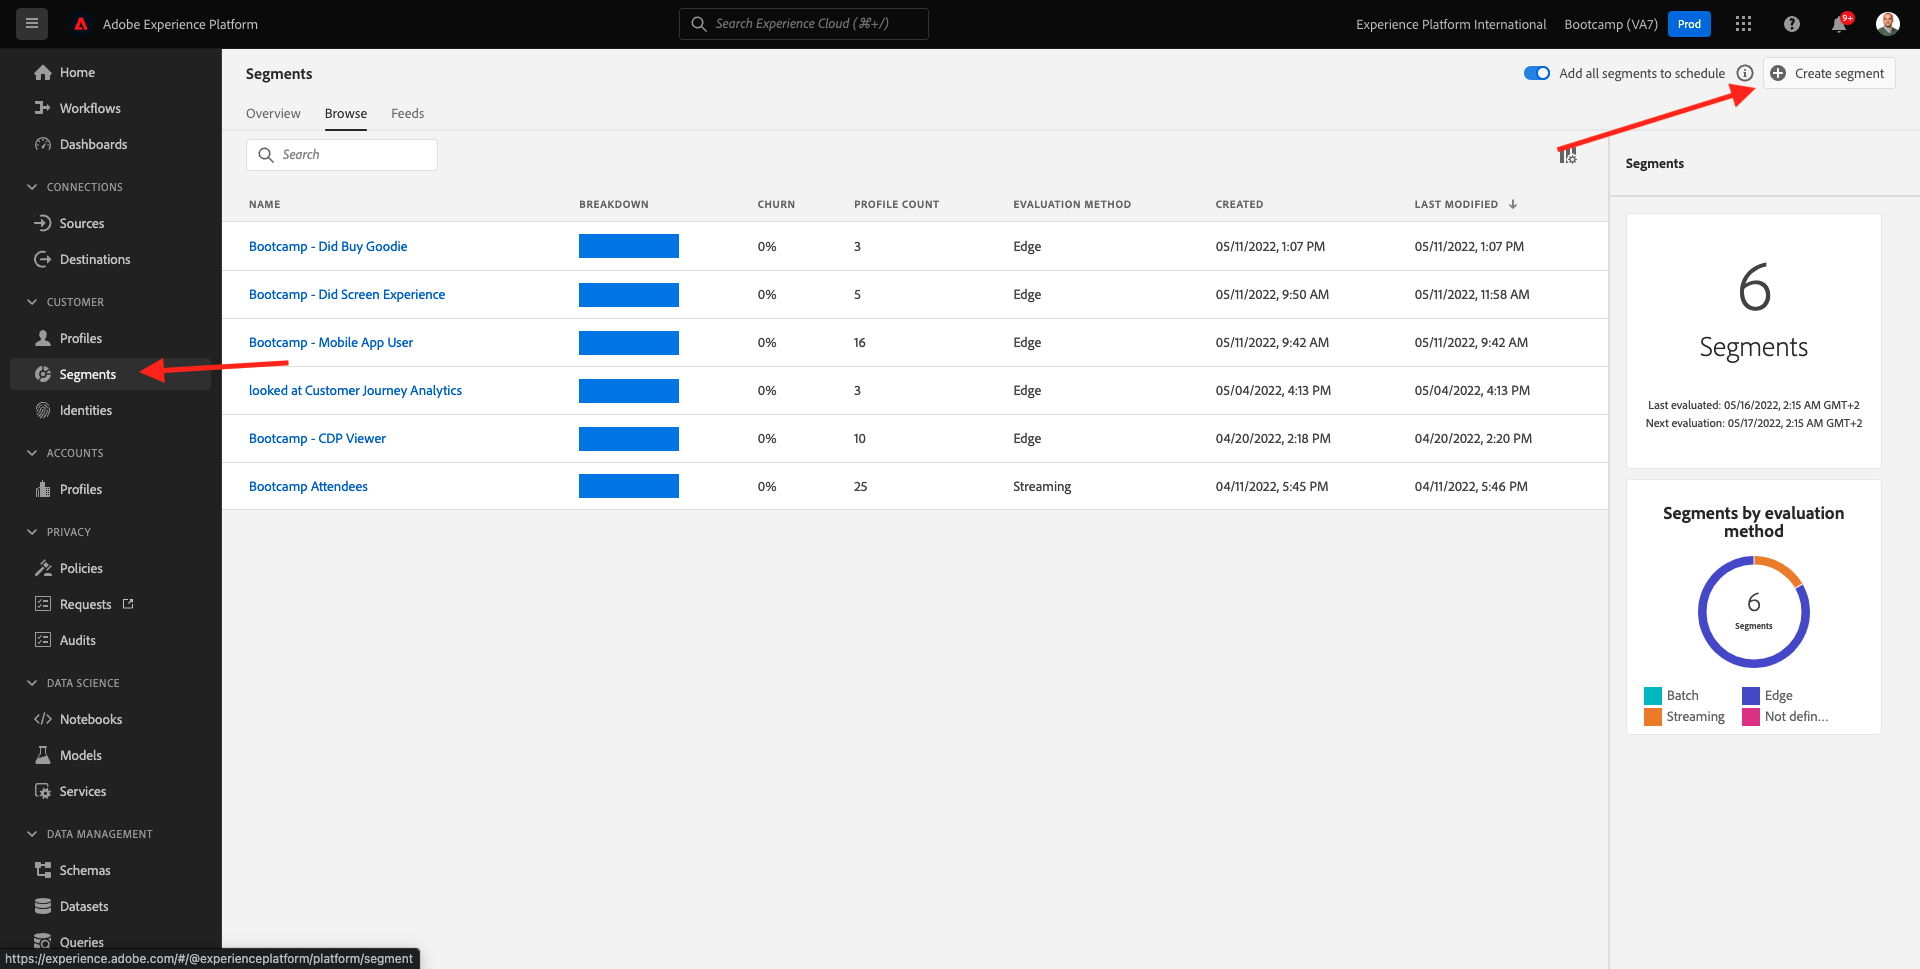 Adobe Experience Platform
Search Experience Cloud (⌘+/)
Experience Platform International
Bootcamp (VA7)
Prod
9+
Home
Workflows
Dashboards
CONNECTIONS
Sources
Destinations
CUSTOMER
Profiles
Segments
Identities
ACCOUNTS
Profiles
PRIVACY
Policies
Requests
Audits
DATA SCIENCE
Notebooks
Models
Services
DATA MANAGEMENT
Schemas
Datasets
Queries
https://experience.adobe.com/#/@experienceplatform/platform/segment
Segments
Add all segments to schedule
Create segment
Overview Browse Feeds
Search
NAME BREAKDOWN CHURN PROFILE COUNT EVALUATION METHOD CREATED LAST MODIFIED
Bootcamp - Did Buy Goodie 0% 3 Edge 05/11/2022, 1:07 PM 05/11/2022, 1:07 PM
Bootcamp - Did Screen Experience 0% 5 Edge 05/11/2022, 9:50 AM 05/11/2022, 11:58 AM
Bootcamp - Mobile App User 0% 16 Edge 05/11/2022, 9:42 AM 05/11/2022, 9:42 AM
looked at Customer Journey Analytics 0% 3 Edge 05/04/2022, 4:13 PM 05/04/2022, 4:13 PM
Bootcamp - CDP Viewer 0% 10 Edge 04/20/2022, 2:18 PM 04/20/2022, 2:20 PM
Bootcamp Attendees 0% 25 Streaming 04/11/2022, 5:45 PM 04/11/2022, 5:46 PM
Segments
6
Segments
Last evaluated: 05/16/2022, 2:15 AM GMT+2
Next evaluation: 05/17/2022, 2:15 AM GMT+2
Segments by evaluation
method
6
Segments
Batch Edge
Streaming Not defin...